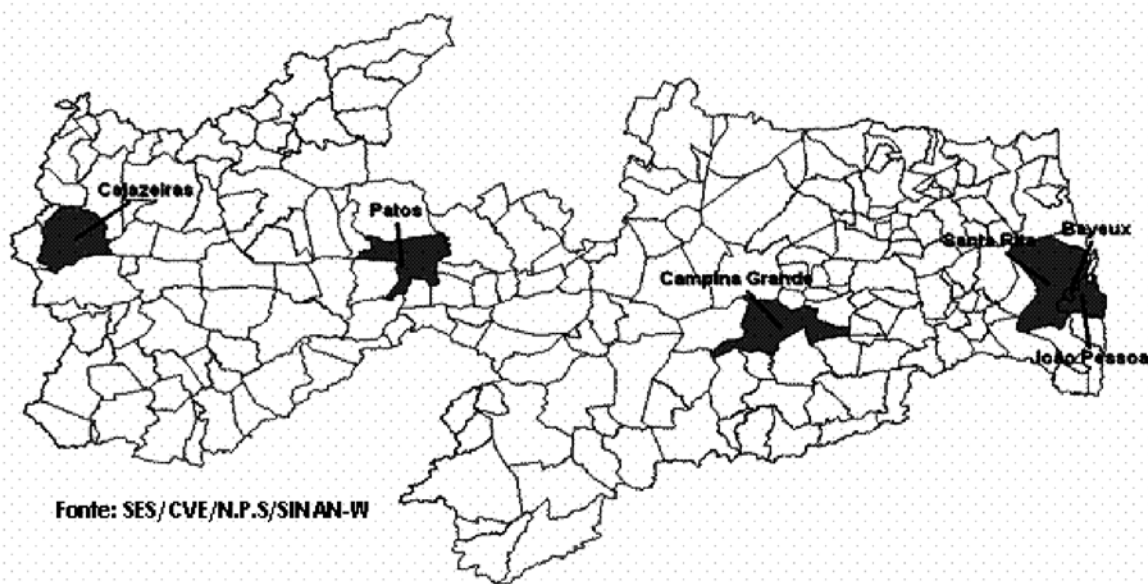 Cajazeiras
Patos
Bayeux
Santa Rita
Campina Grande
João Pessoa
Fonte: SES/CVE/N.P.S/SINAN-W